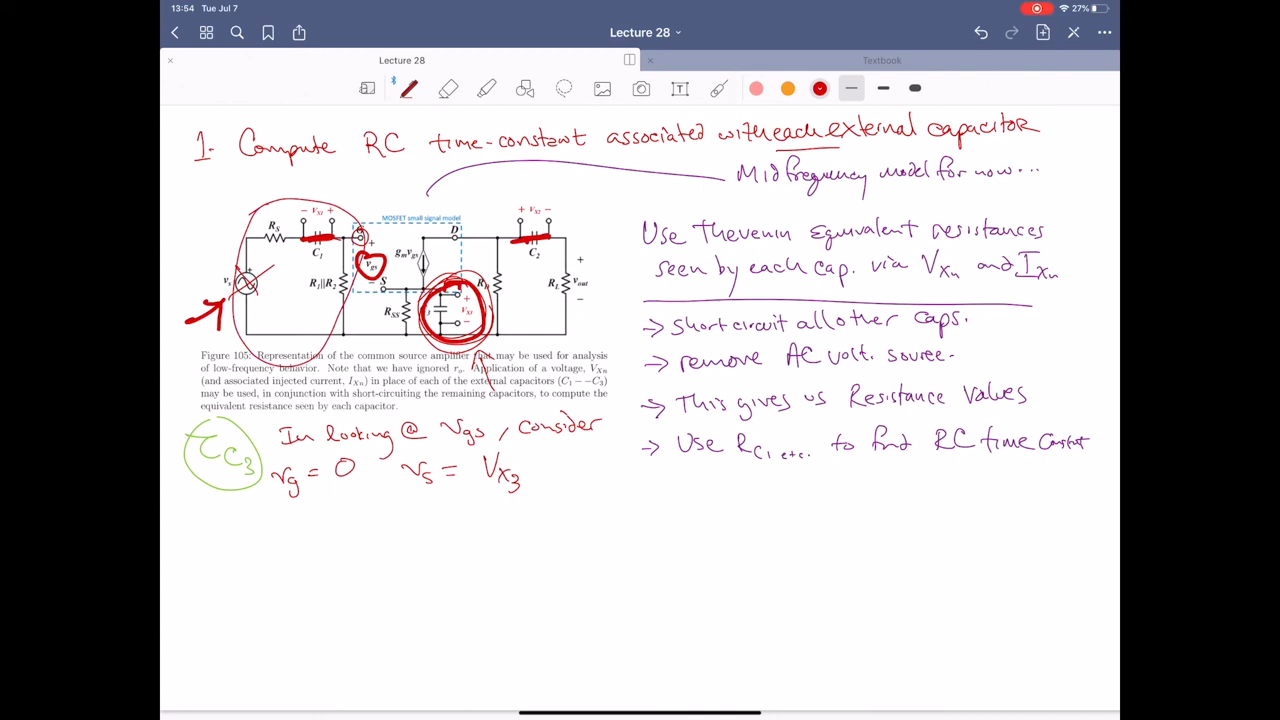 13:54 Tue Jul 7
27%
Lecture 28
Lecture 28
Textbook
1. Compute RC time-constant associated with each external capacitor
Midfrequency model for now...
MOSFET small signal model
- VX1 +
+ VX2 -
RS
C1
G
D
C2
+
vgs
-
gmvgs
S
vs
+
R1||R2
RSS
+
VX3
-
RL
+
vout
-
Use Thevenin equivalent resistances
seen by each cap. via VXn and IXn
→ short circuit all other caps.
→ remove AC volt. source.
→ This gives us Resistance Values
→ Use RC1 etc. to find RC time constant
Figure 105: Representation of the common source amplifier that may be used for analysis
of low-frequency behavior. Note that we have ignored ro. Application of a voltage, VXn
(and associated injected current, IXn) in place of each of the external capacitors (C1 − −C3)
may be used, in conjunction with short-circuiting the remaining capacitors, to compute the
equivalent resistance seen by each capacitor.
τC3
In looking @ vgs, consider
vg = 0 vs = VX3